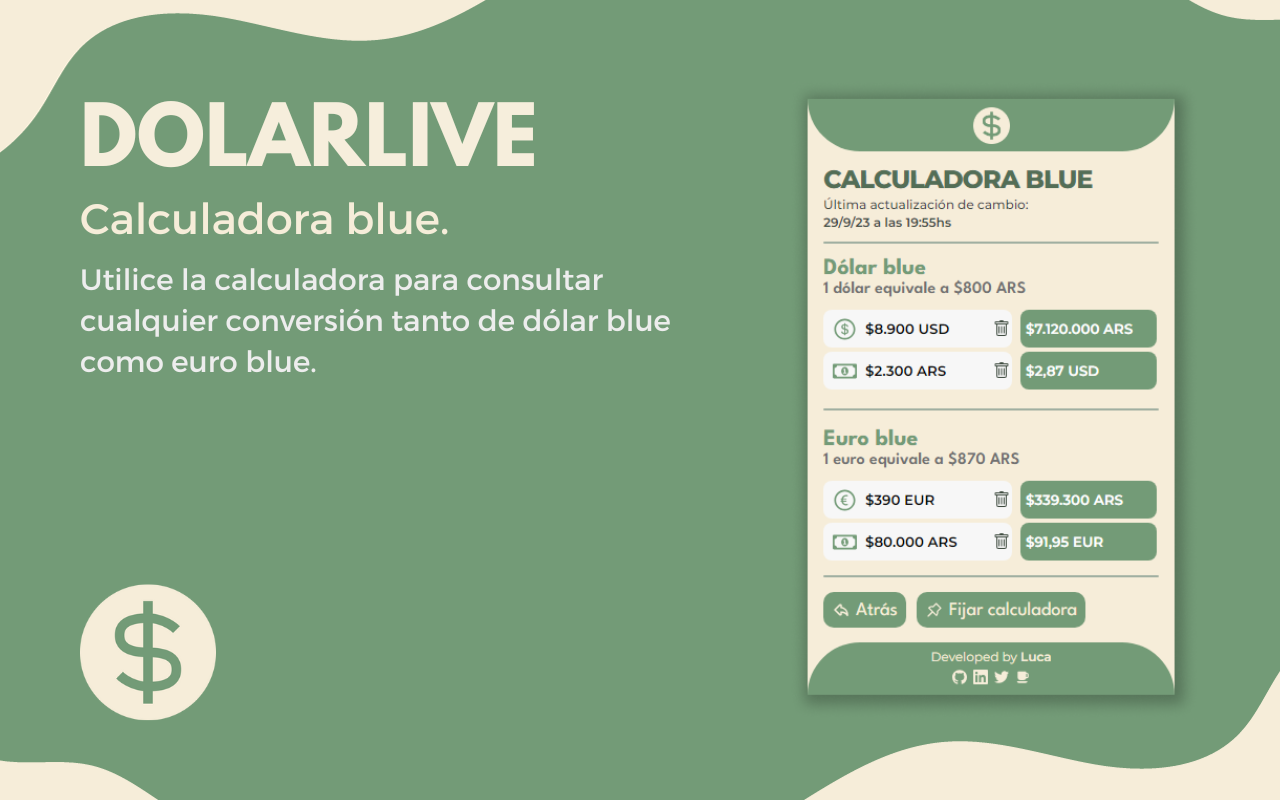 DOLARLIVE
Calculadora blue.
Utilice la calculadora para consultar
cualquier conversión tanto de dólar blue
como euro blue.
$
$
CALCULADORA BLUE
Última actualización de cambio:
29/9/23 a las 19:55hs
Dólar blue
1 dólar equivale a $800 ARS
$ $8.900 USD $7.120.000 ARS
$2.300 ARS $2,87 USD
Euro blue
1 euro equivale a $870 ARS
€ $390 EUR $339.300 ARS
$80.000 ARS $91,95 EUR
Atrás Fijar calculadora
Developed by Luca
in